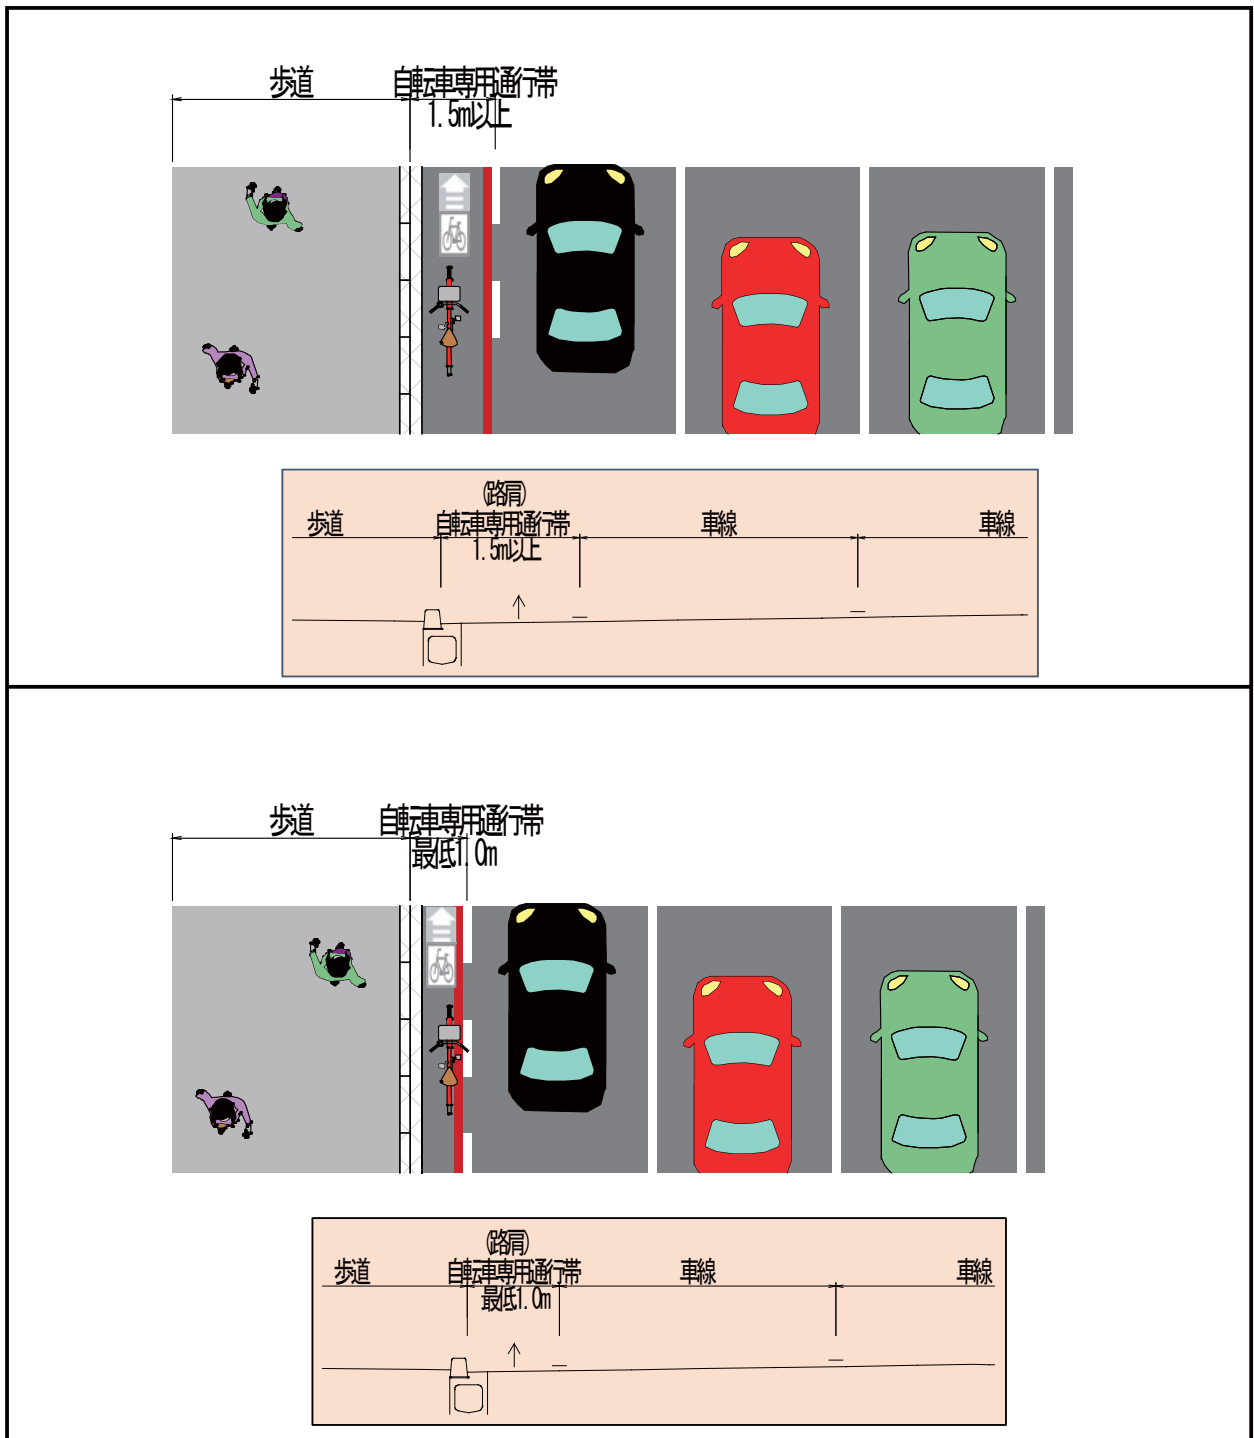 歩道
自転車専用通行帯
1.5m以上
(路肩)
歩道
自転車専用通行帯
車線
車線
1.5m以上
歩道
自転車専用通行帯
最低1.0m
(路肩)
歩道
自転車専用通行帯
車線
車線
最低1.0m